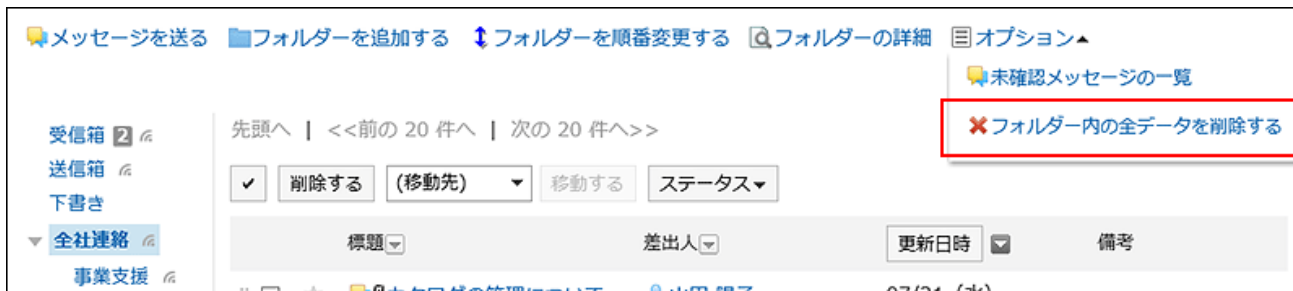 メッセージを送る フォルダーを追加する フォルダーを順番変更する フォルダーの詳細 オプション▲
未確認メッセージの一覧
フォルダー内の全データを削除する
先頭へ | <<前の 20 件へ | 次の 20 件へ>>
受信箱 2
送信箱
下書き
全社連絡
事業支援
削除する (移動先) 移動する ステータス▼
標題 差出人 更新日時 備考